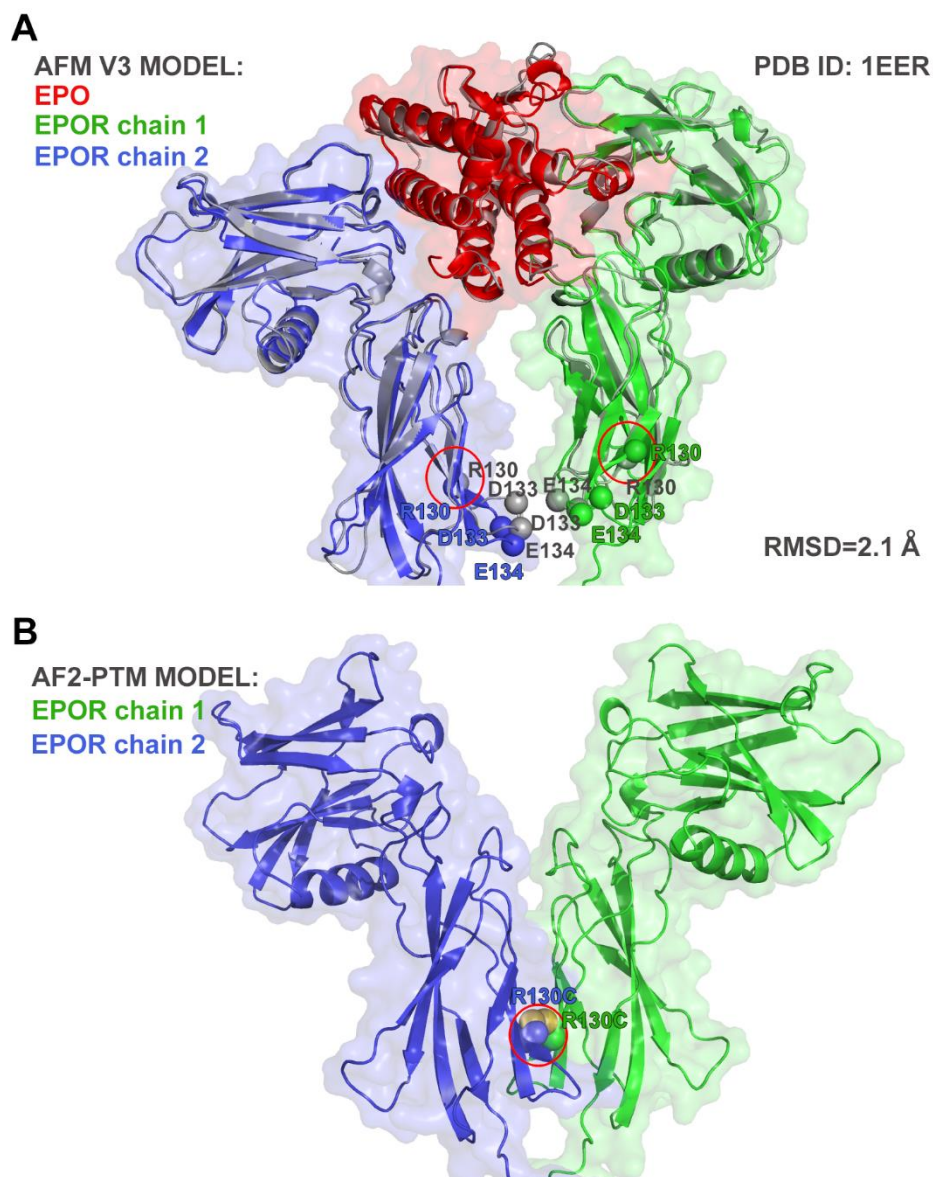 A
AFM V3 MODEL:
EPO
EPOR chain 1
EPOR chain 2
PDB ID: 1EER
R130
R130
R130
R130
D133
E134
D133
D133
D133
E134
E134
E134
RMSD=2.1 Å
B
AF2-PTM MODEL:
EPOR chain 1
EPOR chain 2
R130C
R130C